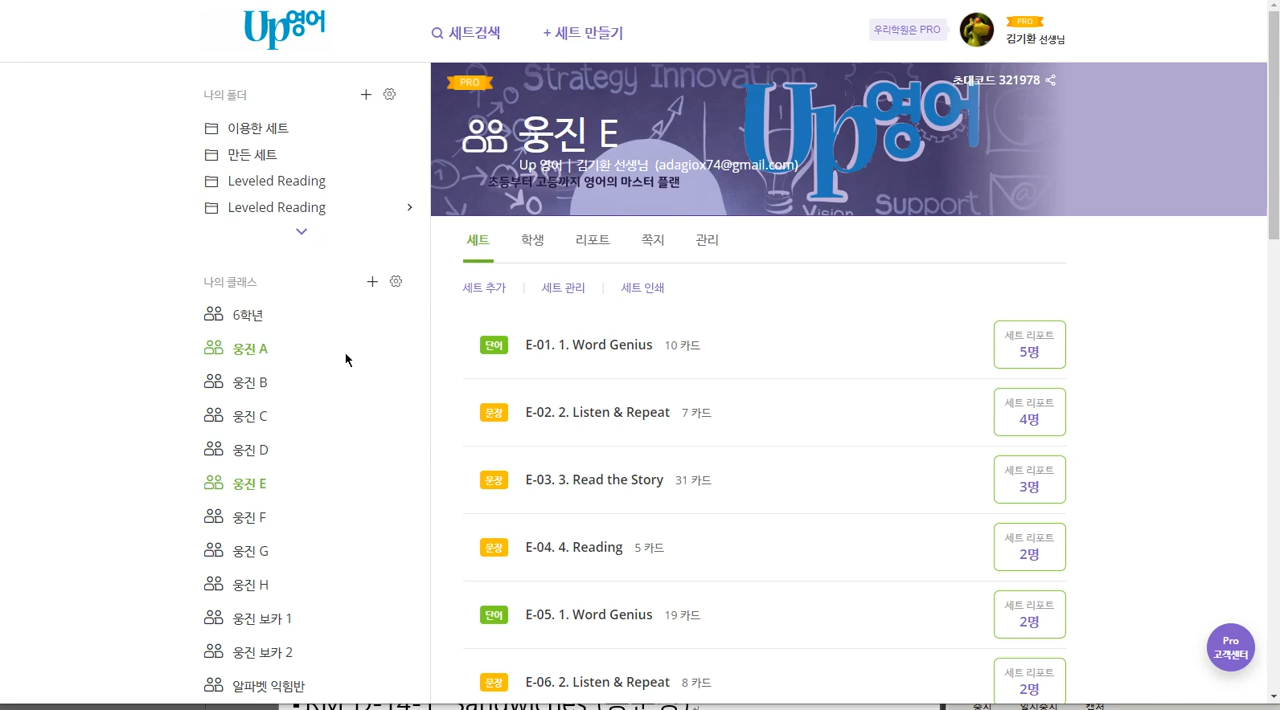 Up영어
세트검색
+ 세트 만들기
우리학원은 PRO
PRO
김기환 선생님
나의 폴더
이용한 세트
만든 세트
Leveled Reading
Leveled Reading
나의 클래스
6학년
웅진 A
웅진 B
웅진 C
웅진 D
웅진 E
웅진 F
웅진 G
웅진 H
웅진 보카 1
웅진 보카 2
알파벳 익힘반
PRO
Strategy Innovation
초대코드 321978
웅진 E
Up영어
Up 영어 | 김기환 선생님 (adagiox74@gmail.com)
초등부터 고등까지 영어의 마스터 플랜
Vision
Support
세트 학생 리포트 쪽지 관리
세트 추가 | 세트 관리 | 세트 인쇄
단어 E-01. 1. Word Genius 10 카드
세트 리포트
5명
문장 E-02. 2. Listen & Repeat 7 카드
세트 리포트
4명
문장 E-03. 3. Read the Story 31 카드
세트 리포트
3명
문장 E-04. 4. Reading 5 카드
세트 리포트
2명
단어 E-05. 1. Word Genius 19 카드
세트 리포트
2명
문장 E-06. 2. Listen & Repeat 8 카드
세트 리포트
2명
Pro
고객센터